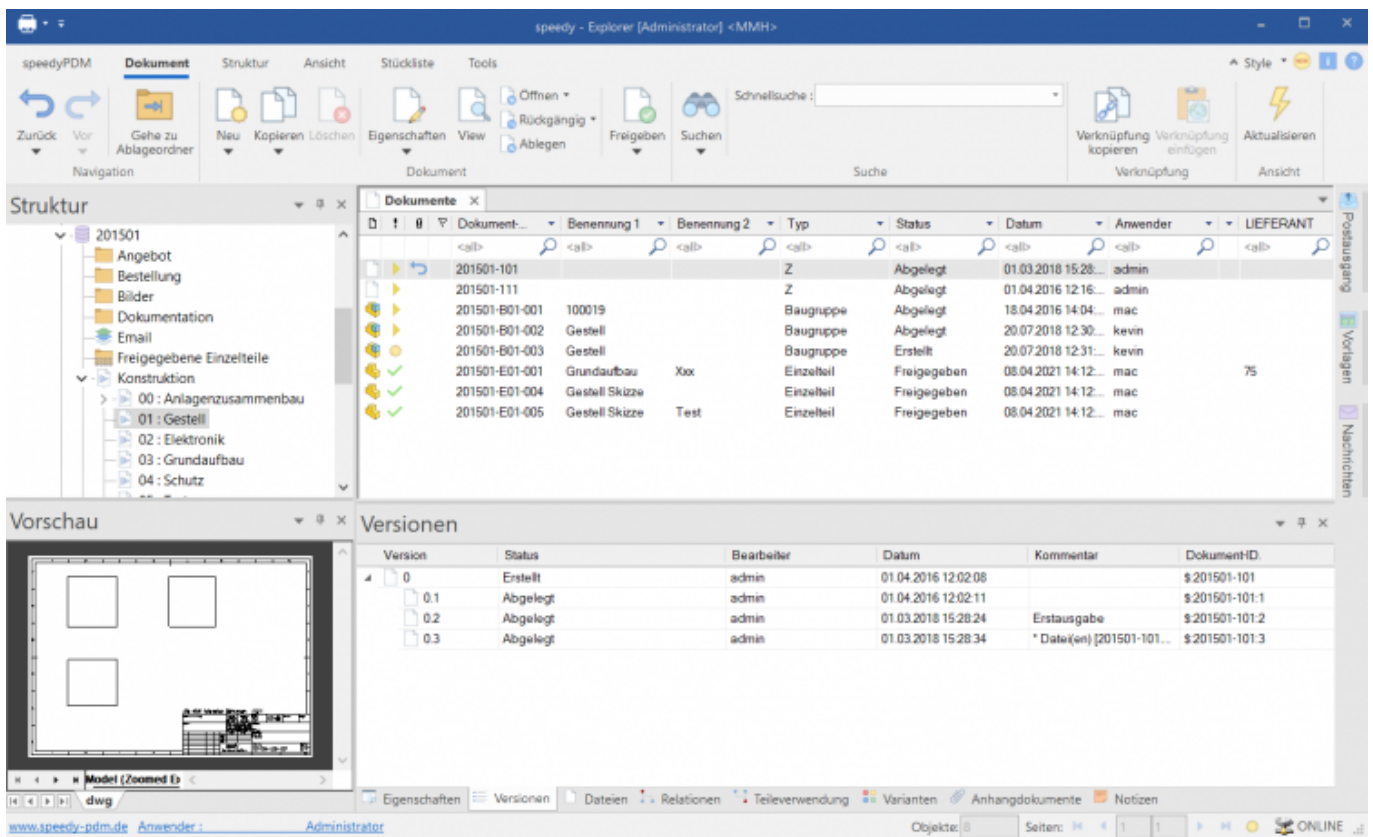 speedy - Explorer [Administrator] <MMH>
speedyPDM Dokument Struktur Ansicht Stückliste Tools Style
Zurück Vor Gehe zu Ablageordner Neu Kopieren Löschen Eigenschaften View Öffnen Rückgängig Ablegen Freigeben Suchen Schnellsuche : Verknüpfung kopieren Verknüpfung einfügen Aktualisieren
Navigation Dokument Suche Verknüpfung Ansicht
Struktur
201501
Angebot
Bestellung
Bilder
Dokumentation
Email
Freigegebene Einzelteile
Konstruktion
00 : Anlagenzusammenbau
01 : Gestell
02 : Elektronik
03 : Grundaufbau
04 : Schutz
Dokumente
Dokument-... Benennung 1 Benennung 2 Typ Status Datum Anwender LIEFERANT
<all> <all> <all> <all> <all> <all> <all> <all>
201501-101 Z Abgelegt 01.03.2018 15:28:... admin
201501-111 Z Abgelegt 01.04.2016 12:16:... admin
201501-B01-001 100019 Baugruppe Abgelegt 18.04.2016 14:04:... mac
201501-B01-002 Gestell Baugruppe Abgelegt 20.07.2018 12:30:... kevin
201501-B01-003 Gestell Baugruppe Erstellt 20.07.2018 12:31:... kevin
201501-E01-001 Grundaufbau Xxx Einzelteil Freigegeben 08.04.2021 14:12:... mac 75
201501-E01-004 Gestell Skizze Einzelteil Freigegeben 08.04.2021 14:12:... mac
201501-E01-005 Gestell Skizze Test Einzelteil Freigegeben 08.04.2021 14:12:... mac
Postausgang
Vorlagen
Nachrichten
Vorschau
Model (Zoomed E
dwg
Versionen
Version Status Bearbeiter Datum Kommentar Dokument-ID.
0 Erstellt admin 01.04.2016 12:02:08 $:201501-101
0.1 Abgelegt admin 01.04.2016 12:02:11 $:201501-101:1
0.2 Abgelegt admin 01.03.2018 15:28:24 Erstausgabe $:201501-101:2
0.3 Abgelegt admin 01.03.2018 15:28:34 * Datei(en) [201501-101... $:201501-101:3
Eigenschaften Versionen Dateien Relationen Teileverwendung Varianten Anhangdokumente Notizen
www.speedy-pdm.de Anwender : Administrator Objekte: 8 Seiten: 1 1 ONLINE